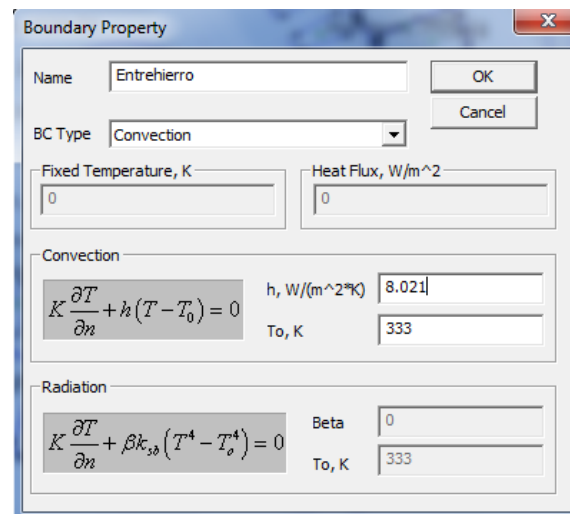 Boundary Property
Name Entrehierro OK
Cancel
BC Type Convection
Fixed Temperature, K Heat Flux, W/m^2
0 0
Convection
K ∂T/∂n + h(T − T₀) = 0
h, W/(m^2*K) 8.021
To, K 333
Radiation
K ∂T/∂n + βk_sb(T⁴ − Tₒ⁴) = 0
Beta 0
To, K 333